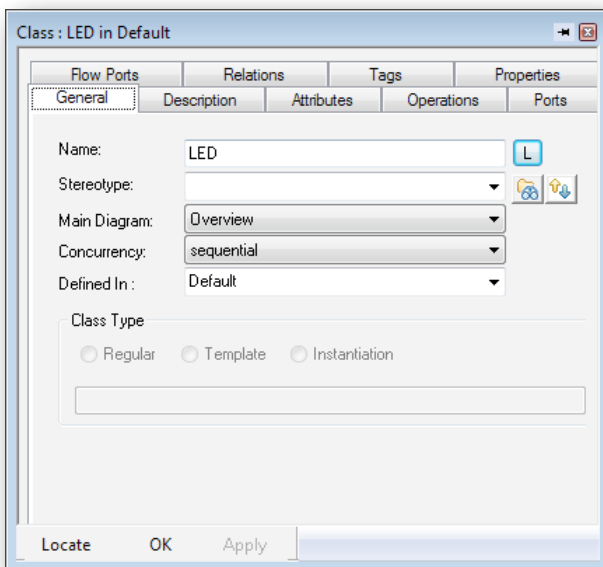 Class : LED in Default
Flow Ports Relations Tags Properties
General Description Attributes Operations Ports
Name: LED L
Stereotype:
Main Diagram: Overview
Concurrency: sequential
Defined In : Default
Class Type
Regular Template Instantiation
Locate OK Apply